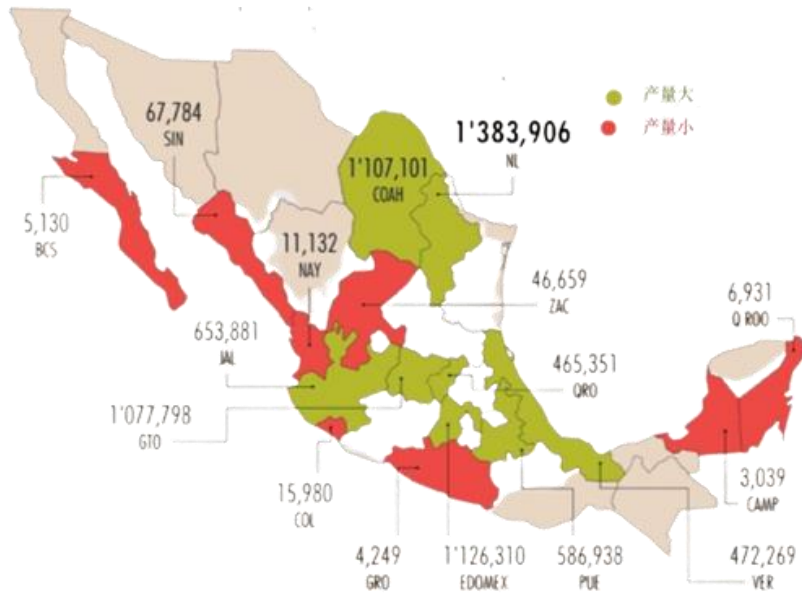 产量大
产量小
67,784
SIN
1'383,906
NL
1'107,101
COAH
5,130
BCS
11,132
NAY
46,659
ZAC
6,931
Q ROO
653,881
JAL
465,351
QRO
1'077,798
GTO
15,980
COL
3,039
CAMP
4,249
GRO
1'126,310
EDOMEX
586,938
PUE
472,269
VER